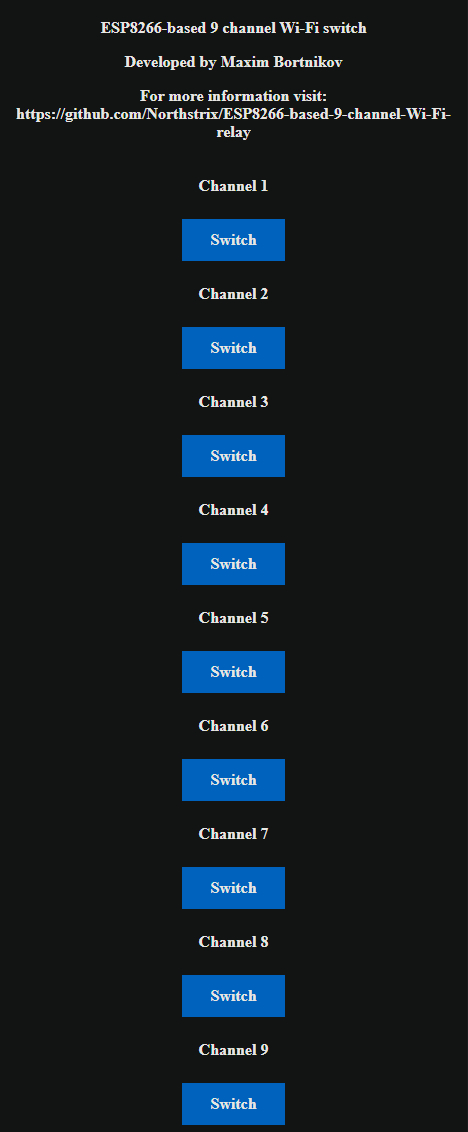 ESP8266-based 9 channel Wi-Fi switch
Developed by Maxim Bortnikov
For more information visit:
https://github.com/Northstrix/ESP8266-based-9-channel-Wi-Fi-
relay
Channel 1
Switch
Channel 2
Switch
Channel 3
Switch
Channel 4
Switch
Channel 5
Switch
Channel 6
Switch
Channel 7
Switch
Channel 8
Switch
Channel 9
Switch